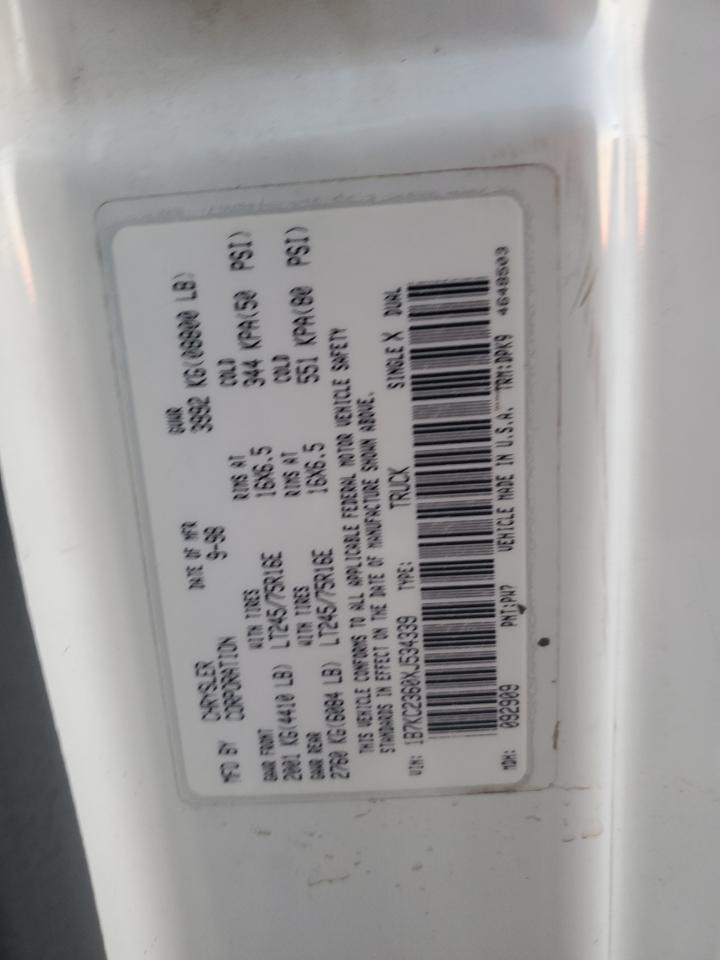 MFD BY CHRYSLER CORPORATION DATE OF MFR 9-98 GVWR 3992 KG(08800 LB)
GAWR FRONT WITH TIRES RIMS AT COLD
2001 KG(4410 LB) LT245/75R16E 16X6.5 344 KPA(50 PSI)
GAWR REAR WITH TIRES RIMS AT COLD
2760 KG(6084 LB) LT245/75R16E 16X6.5 551 KPA(80 PSI)
THIS VEHICLE CONFORMS TO ALL APPLICABLE FEDERAL MOTOR VEHICLE SAFETY
STANDARDS IN EFFECT ON THE DATE OF MANUFACTURE SHOWN ABOVE.
VIN: 1B7KC2360XJ534339 TYPE: TRUCK SINGLE X DUAL
MDH: 092909 PNT:PW7 VEHICLE MADE IN U.S.A. TRM:DPK9 4648503